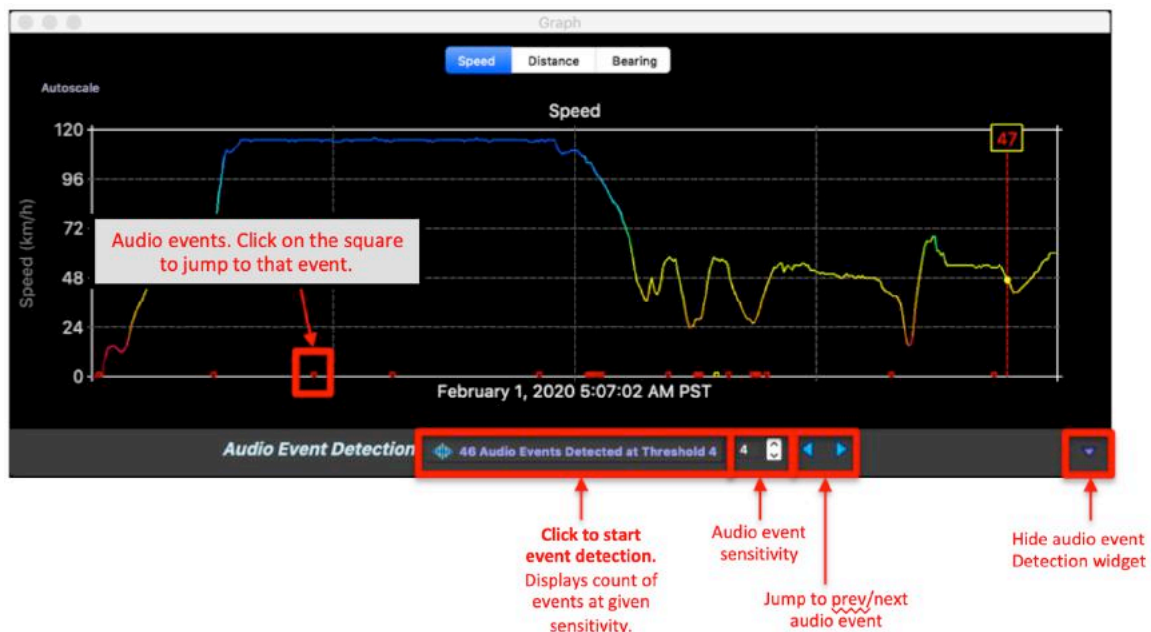 Graph
Speed Distance Bearing
Autoscale
Speed
120
96
72
48
24
0
Speed (km/h)
47
Audio events. Click on the square
to jump to that event.
February 1, 2020 5:07:02 AM PST
Audio Event Detection 46 Audio Events Detected at Threshold 4 4
Click to start
event detection.
Displays count of
events at given
sensitivity.
Audio event
sensitivity
Jump to prev/next
audio event
Hide audio event
Detection widget